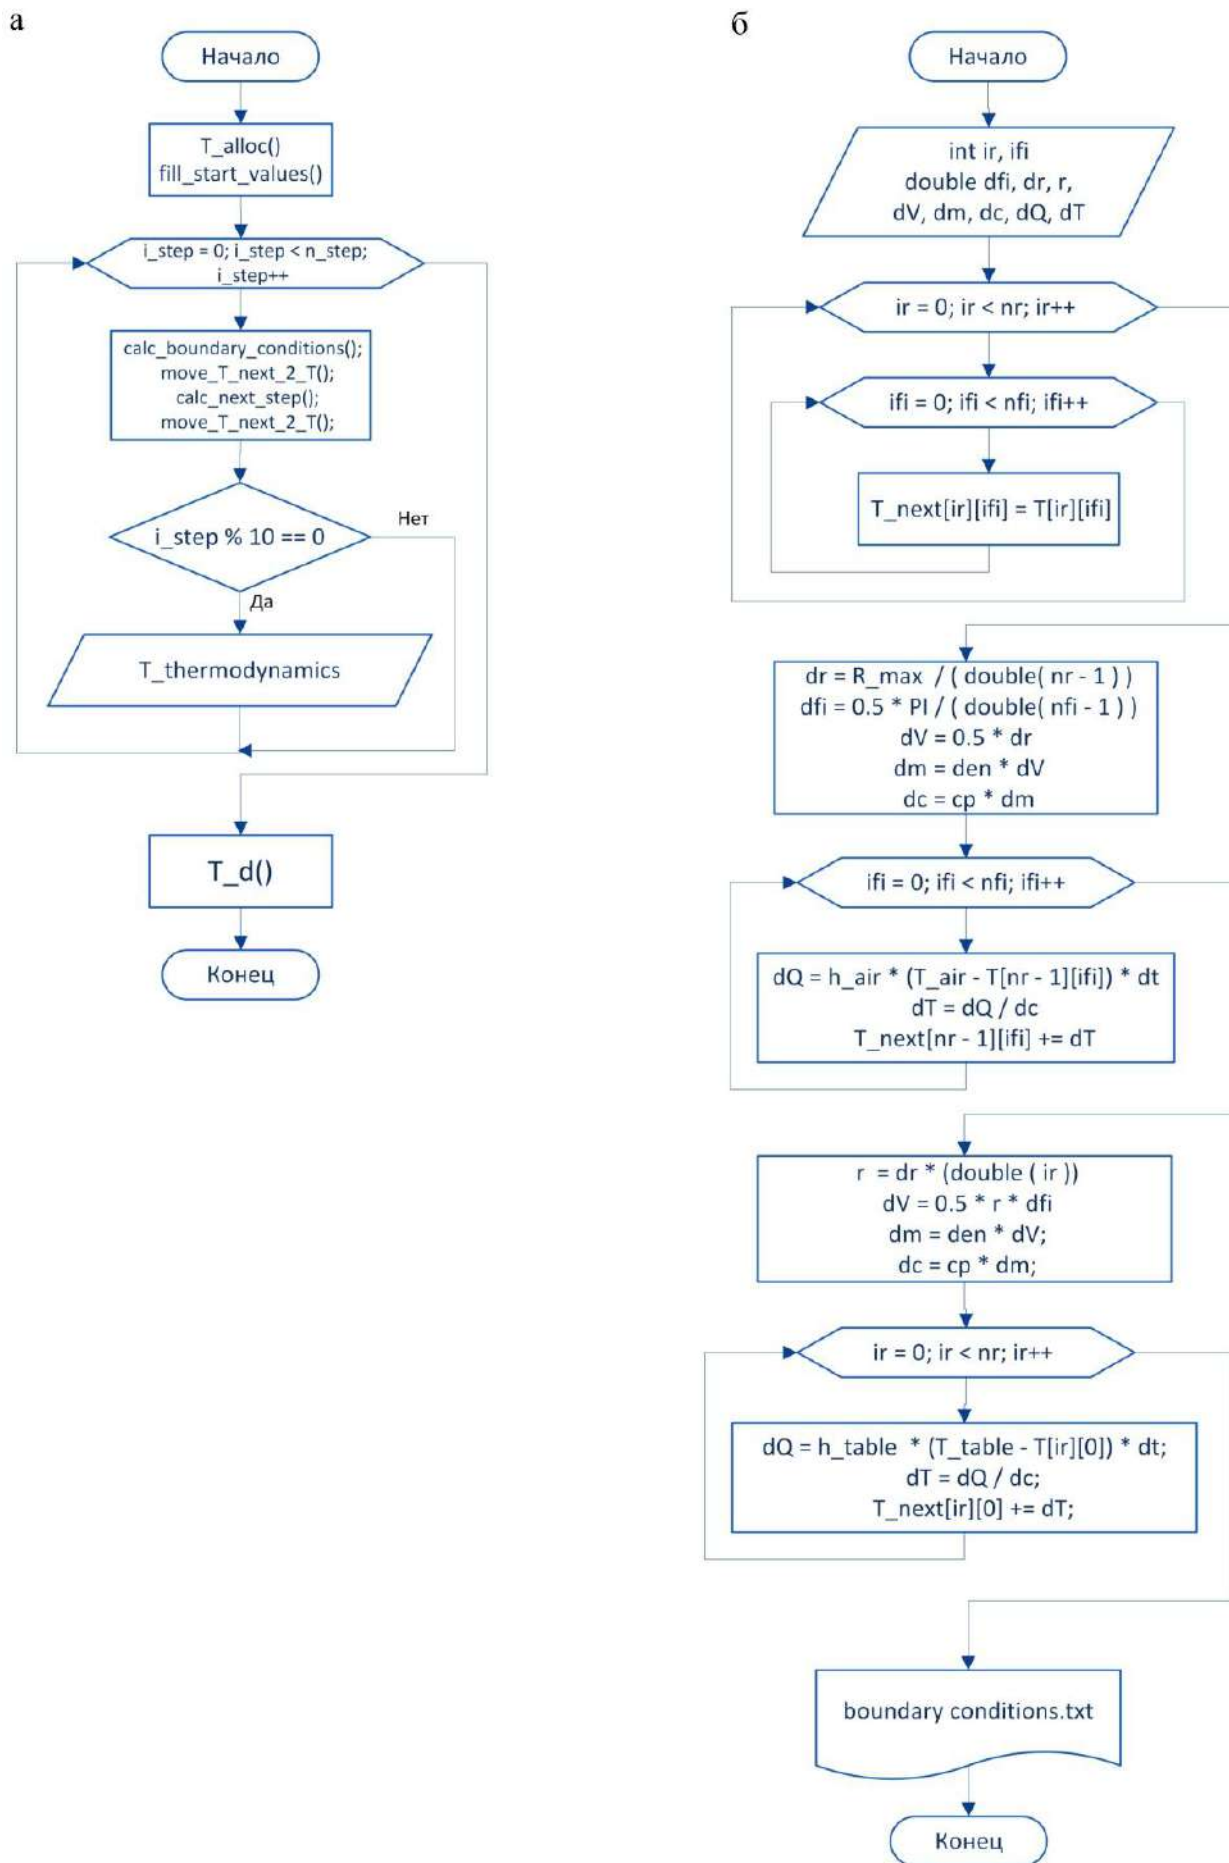 а
Начало
T_alloc()
fill_start_values()
i_step = 0; i_step < n_step;
i_step++
calc_boundary_conditions();
move_T_next_2_T();
calc_next_step();
move_T_next_2_T();
i_step % 10 == 0
Нет
Да
T_thermodynamics
T_d()
Конец
б
Начало
int ir, ifi
double dfi, dr, r,
dV, dm, dc, dQ, dT
ir = 0; ir < nr; ir++
ifi = 0; ifi < nfi; ifi++
T_next[ir][ifi] = T[ir][ifi]
dr = R_max / ( double( nr - 1 ) )
dfi = 0.5 * PI / ( double( nfi - 1 ) )
dV = 0.5 * dr
dm = den * dV
dc = cp * dm
ifi = 0; ifi < nfi; ifi++
dQ = h_air * (T_air - T[nr - 1][ifi]) * dt
dT = dQ / dc
T_next[nr - 1][ifi] += dT
r = dr * (double ( ir ))
dV = 0.5 * r * dfi
dm = den * dV;
dc = cp * dm;
ir = 0; ir < nr; ir++
dQ = h_table * (T_table - T[ir][0]) * dt;
dT = dQ / dc;
T_next[ir][0] += dT;
boundary conditions.txt
Конец